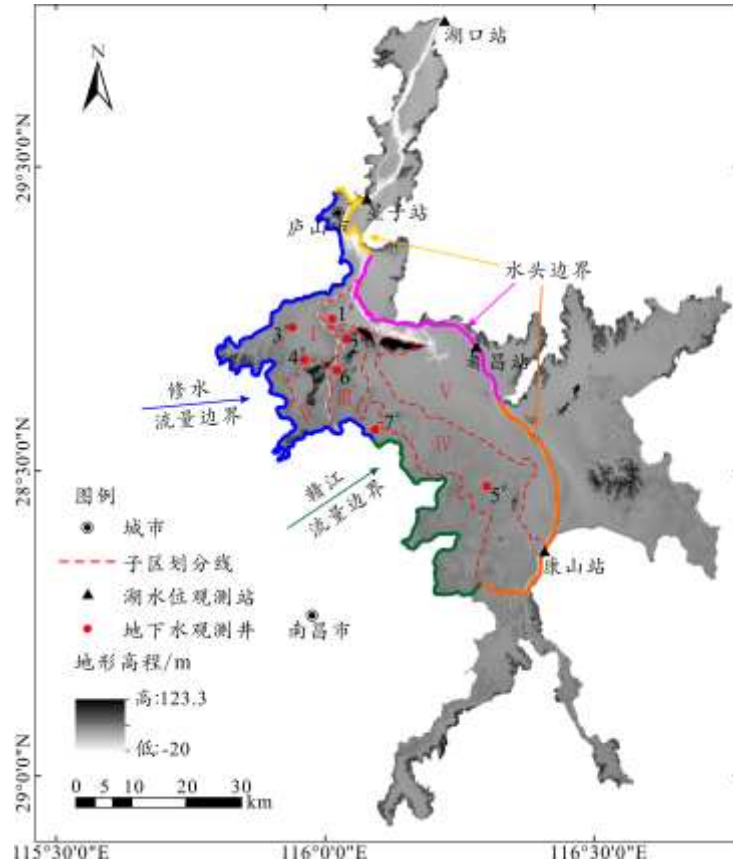 N
湖口站
29°30′0″N
星子站
庐山市
水头边界
1#
3#
I
2#
都昌站
4#
6
V
修水
流量边界
II
III
7#
IV
28°30′0″N
赣江
流量边界
5#
图例
城市
子区划分线
康山站
湖水位观测站
地下水观测井
南昌市
地形高程/m
高:123.3
低:-20
0 5 10 20 30
km
29°0′0″N
115°30′0″E 116°0′0″E 116°30′0″E